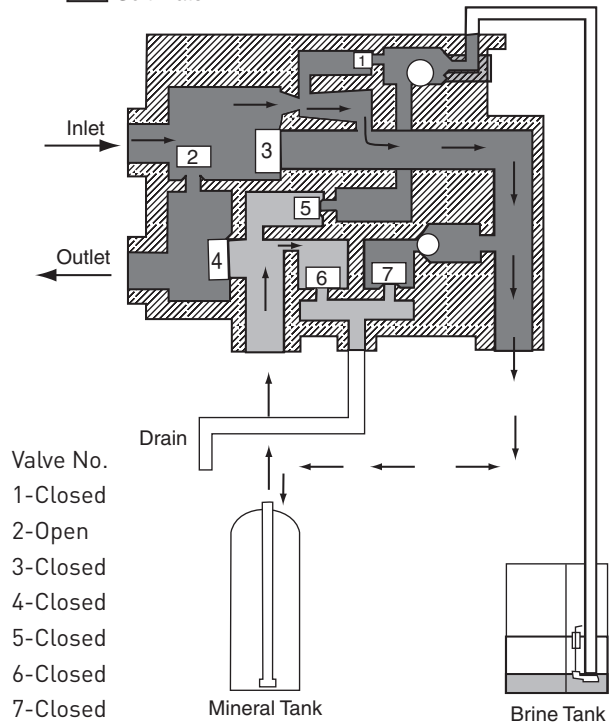 1
Inlet
2
3
5
Outlet
4
6
7
Drain
Valve No.
1-Closed
2-Open
3-Closed
4-Closed
5-Closed
6-Closed
7-Closed
Mineral Tank
Brine Tank